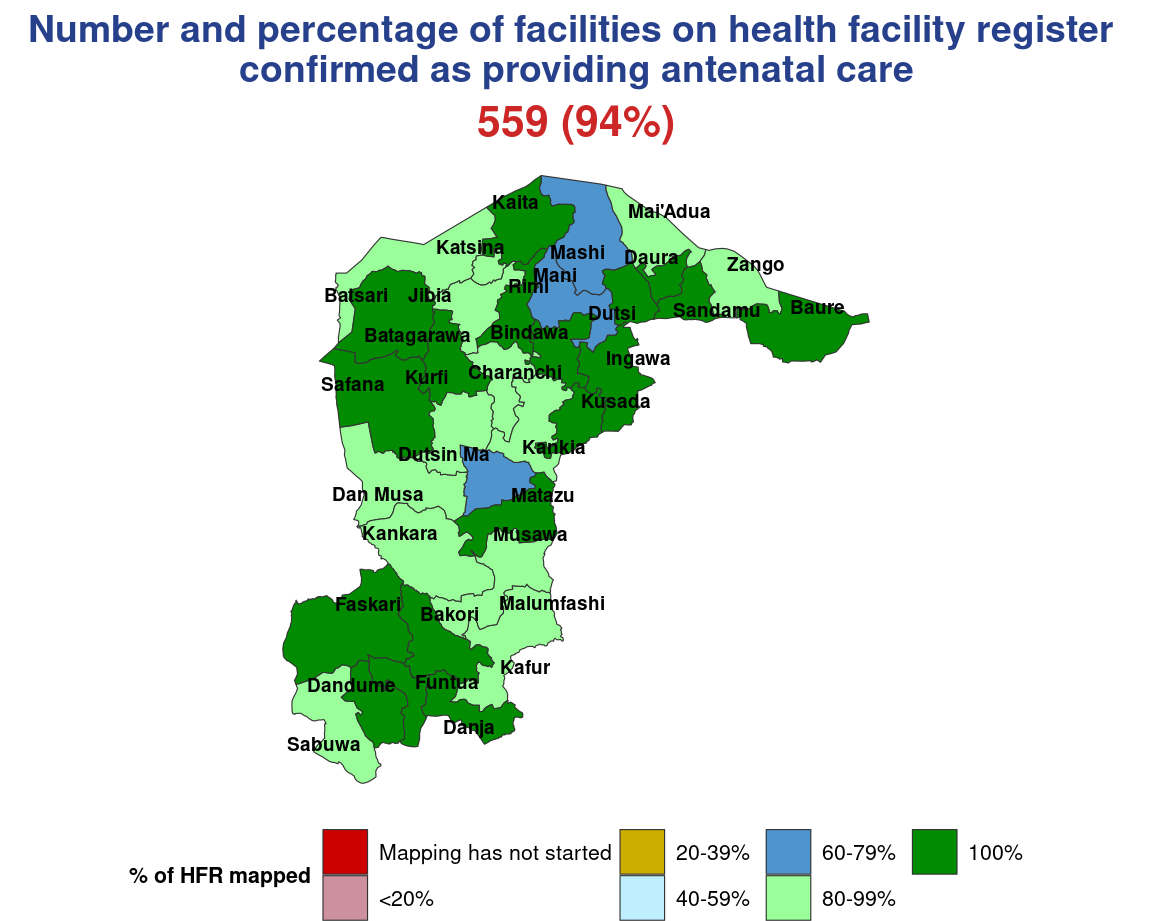 Number and percentage of facilities on health facility register
confirmed as providing antenatal care
559 (94%)
Kaita
Mai'Adua
Katsina
Mashi
Daura
Zango
Mani
Rimi
Batsari
Jibia
Baure
Sandamu
Dutsi
Bindawa
Batagarawa
Ingawa
Charanchi
Kurfi
Safana
Kusada
Kankia
Dutsin Ma
Dan Musa
Matazu
Kankara
Musawa
Faskari
Malumfashi
Bakori
Kafur
Funtua
Dandume
Danja
Sabuwa
% of HFR mapped
Mapping has not started
<20%
20-39%
40-59%
60-79%
80-99%
100%